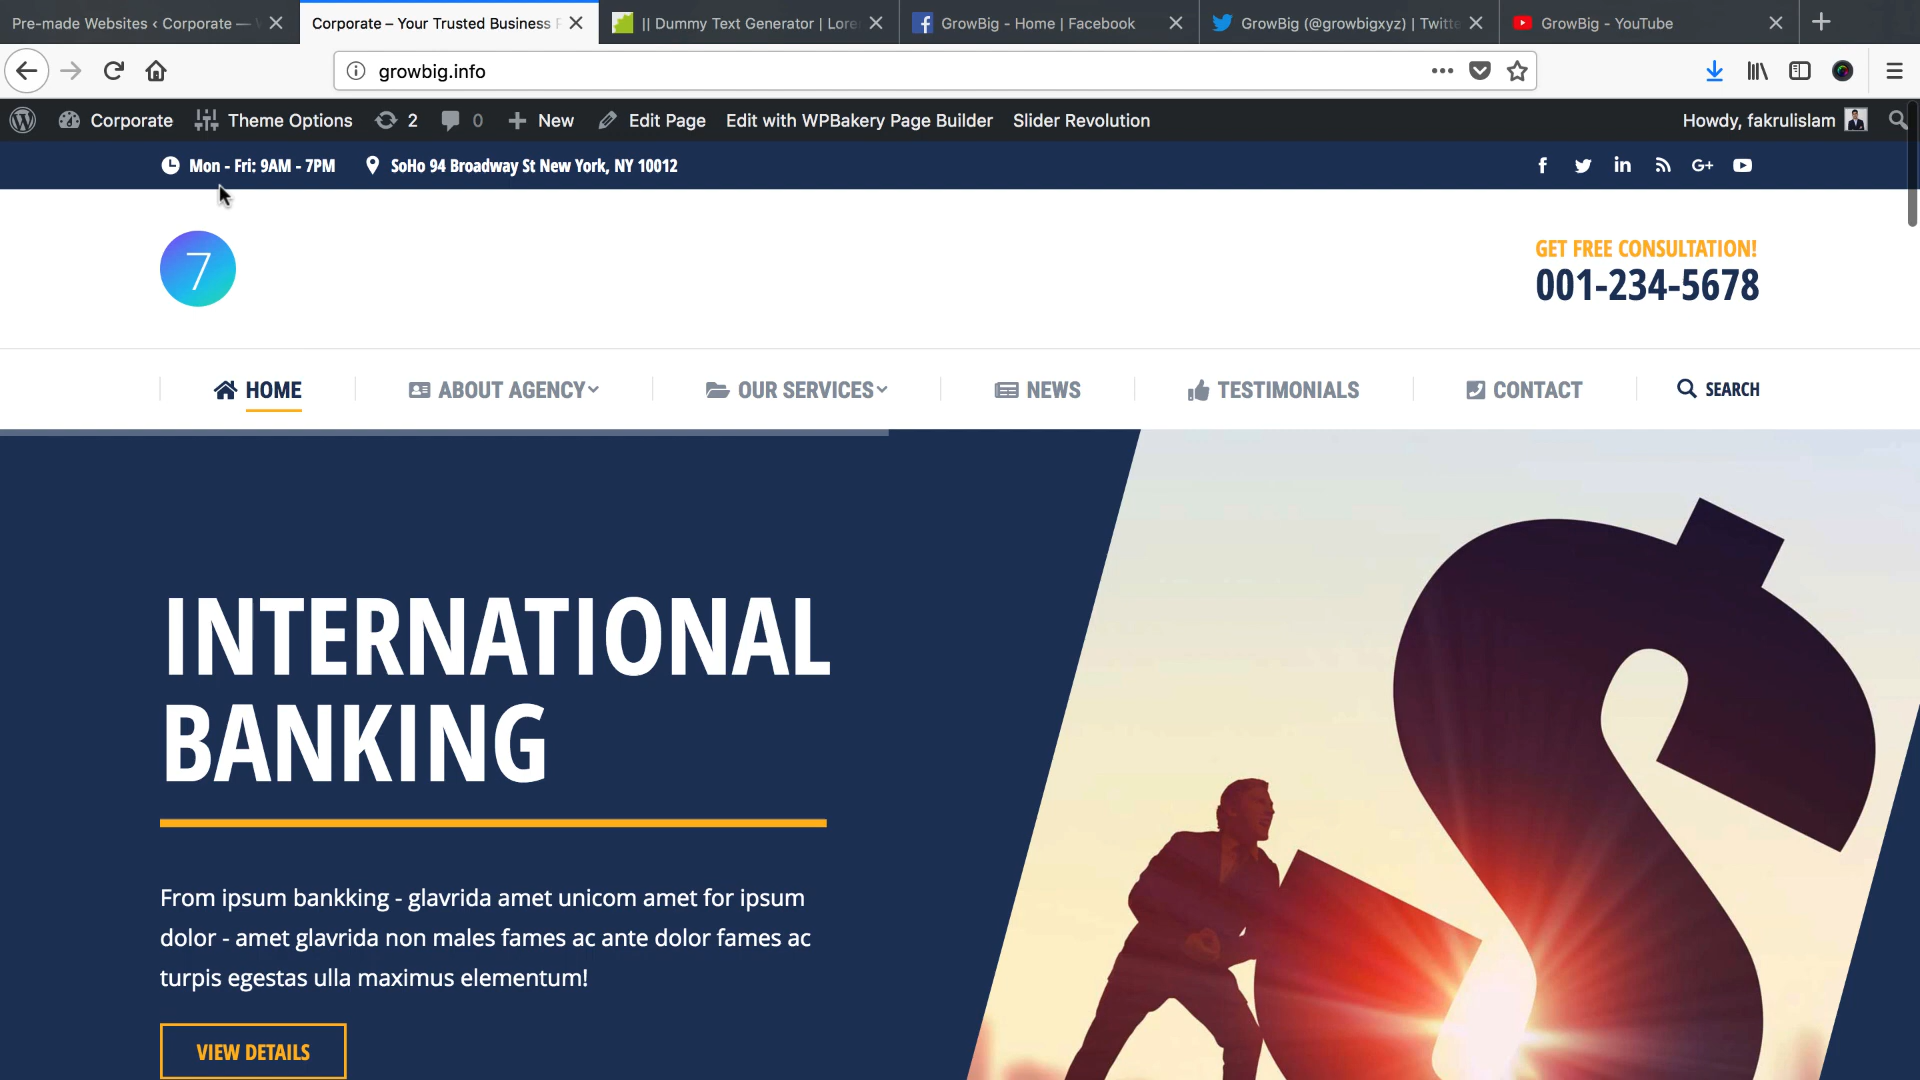 Pre-made Websites ‹ Corporate —
Corporate – Your Trusted Business
|| Dummy Text Generator | Lore
GrowBig - Home | Facebook
GrowBig (@growbigxyz) | Twitte
GrowBig - YouTube
growbig.info
Corporate
Theme Options
2
0
New
Edit Page
Edit with WPBakery Page Builder
Slider Revolution
Howdy, fakrulislam
Mon - Fri: 9AM - 7PM
SoHo 94 Broadway St New York, NY 10012
7
GET FREE CONSULTATION!
001-234-5678
HOME
ABOUT AGENCY
OUR SERVICES
NEWS
TESTIMONIALS
CONTACT
SEARCH
INTERNATIONAL
BANKING
From ipsum bankking - glavrida amet unicom amet for ipsum
dolor - amet glavrida non males fames ac ante dolor fames ac
turpis egestas ulla maximus elementum!
VIEW DETAILS